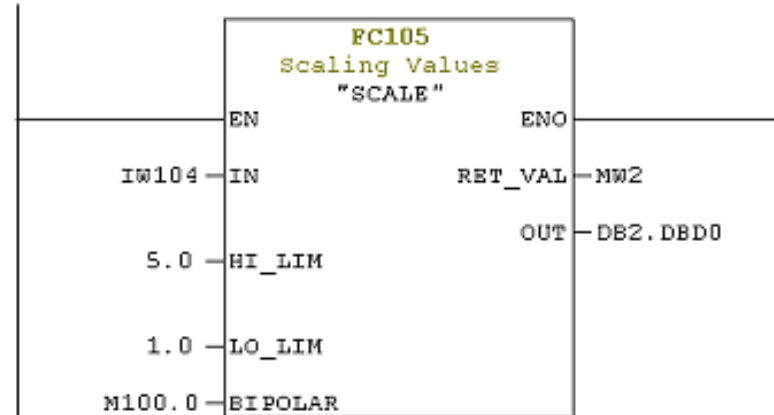 FC105
Scaling Values
"SCALE"
EN ENO
IW104 IN RET_VAL MW2
OUT DB2.DBD0
5.0 HI_LIM
1.0 LO_LIM
M100.0 BIPOLAR